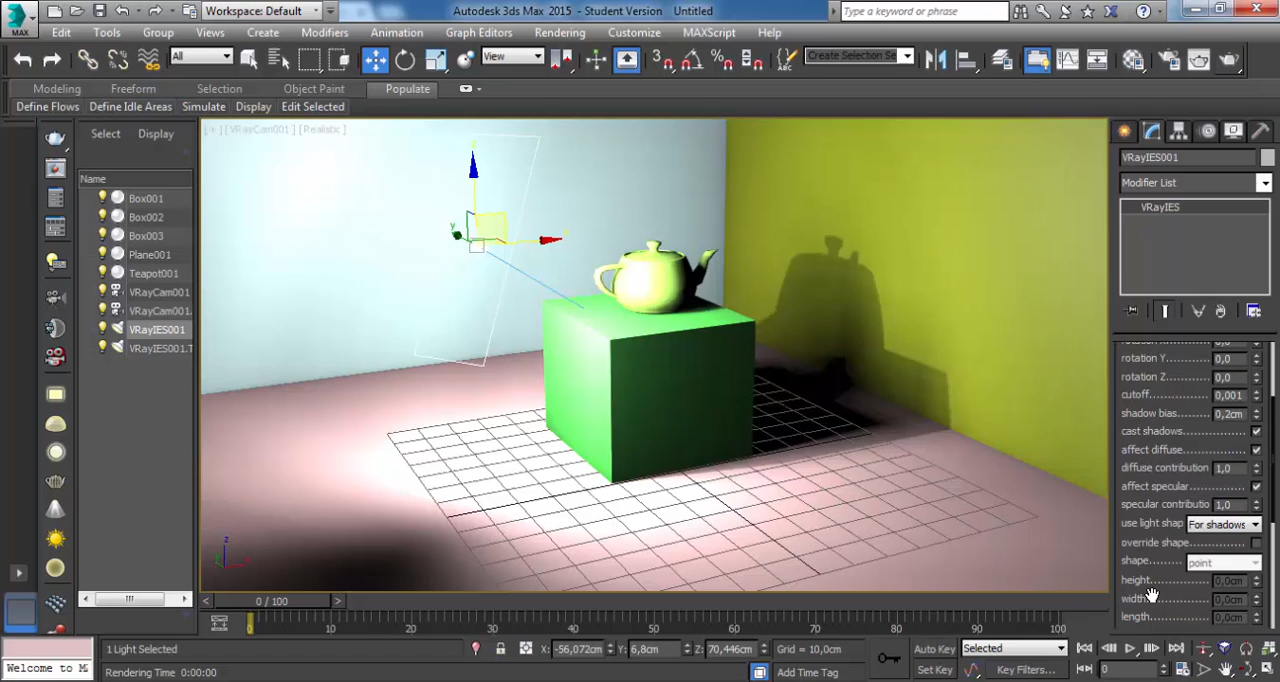 MAX
Workspace: Default
Autodesk 3ds Max 2015 - Student Version Untitled
Type a keyword or phrase
Edit Tools Group Views Create Modifiers Animation Graph Editors Rendering Customize MAXScript Help
All
View
3
Create Selection Se
Modeling Freeform Selection Object Paint Populate
Define Flows Define Idle Areas Simulate Display Edit Selected
Select Display
Name
Box001
Box002
Box003
Plane001
Teapot001
VRayCam001
VRayCam001.
VRayIES001
VRayIES001.T
[ + ] [ VRayCam001 ] [ Realistic ]
VRayIES001
Modifier List
VRayIES
rotation Y 0,0
rotation Z 0,0
cutoff 0,001
shadow bias 0,2cm
cast shadows
affect diffuse
diffuse contribution 1,0
affect specular
specular contributio 1,0
use light shap For shadows
override shape
shape point
height 0,0cm
width 0,0cm
length 0,0cm
0 / 100
0 10 20 30 40 50 60 70 80 90 100
1 Light Selected
X: -56,072cm Y: 6,8cm Z: 70,446cm Grid = 10,0cm
Auto Key Selected
Welcome to M
Rendering Time 0:00:00
Add Time Tag
Set Key Key Filters...
0